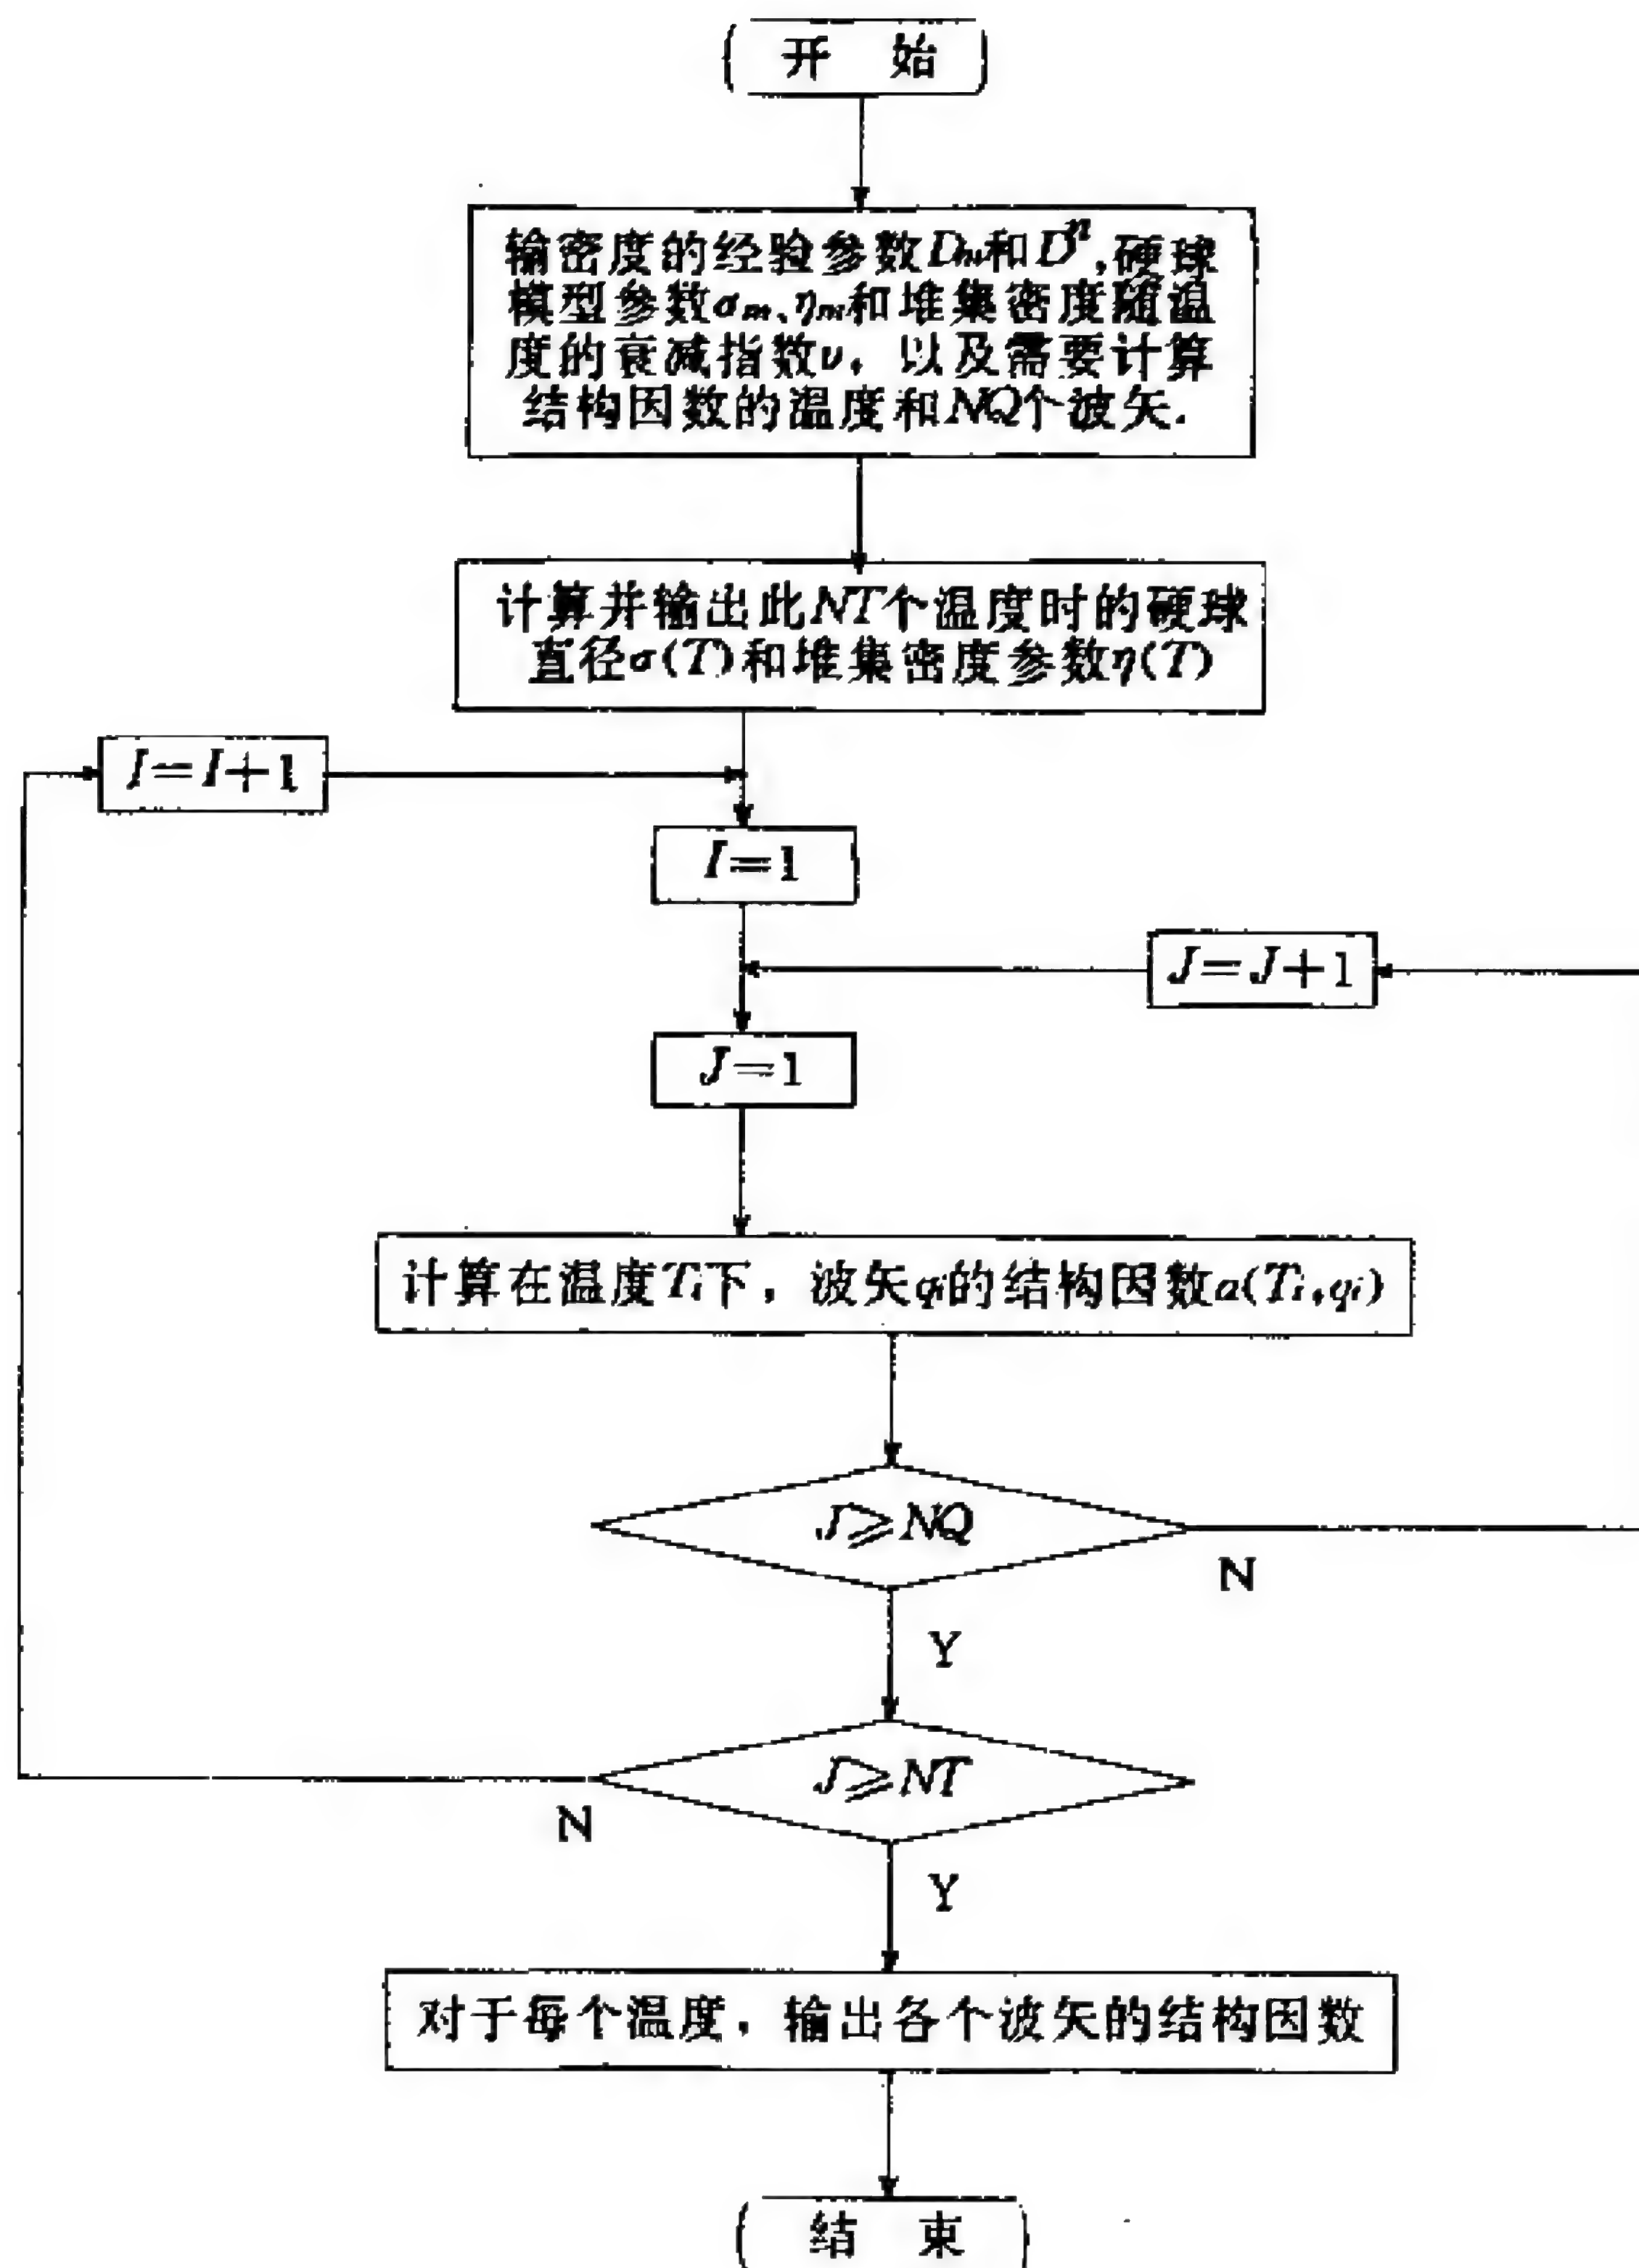 开 始
输密度的经验参数Dm和Dⁿ,硬球
模型参数σm、ηm和堆集密度随温
度的衰减指数ν，以及需要计算
结构因数的温度和NQ个波矢.
计算并输出此NT个温度时的硬球
直径σ(T)和堆集密度参数η(T)
I=I+1
I=1
J=J+1
J=1
计算在温度Ti下，波矢qi的结构因数a(Ti,qi)
J⩾NQ
N
Y
J⩾NT
N
Y
对于每个温度，输出各个波矢的结构因数
结 束